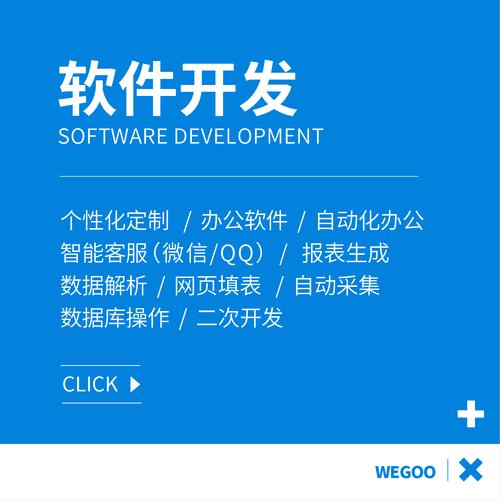 软件开发
SOFTWARE DEVELOPMENT
个性化定制 / 办公软件 / 自动化办公
智能客服(微信/QQ) / 报表生成
数据解析 / 网页填表 / 自动采集
数据库操作 / 二次开发
CLICK
WEGOO